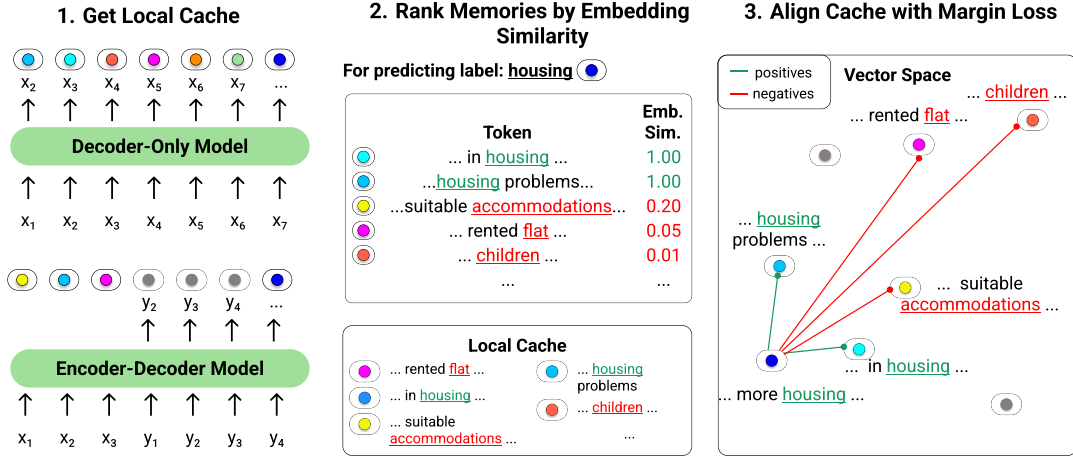 1. Get Local Cache
x2 x3 x4 x5 x6 x7 ...
Decoder-Only Model
x1 x2 x3 x4 x5 x6 x7
y2 y3 y4 ...
Encoder-Decoder Model
x1 x2 x3 y1 y2 y3 y4
2. Rank Memories by Embedding
Similarity
For predicting label: housing
Emb.
Token Sim.
... in housing ... 1.00
...housing problems... 1.00
...suitable accommodations... 0.20
... rented flat ... 0.05
... children ... 0.01
... ...
Local Cache
... rented flat ...
... in housing ...
... suitable
accommodations ...
... housing
problems
... children ...
...
3. Align Cache with Margin Loss
positives
negatives
Vector Space
... children ...
... rented flat ...
... housing
problems ...
... suitable
accommodations ...
... in housing ...
... more housing ...